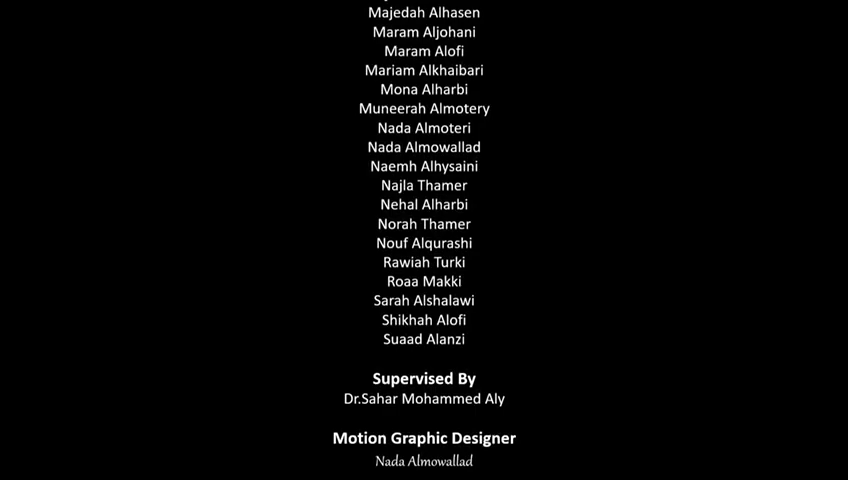 Majedah Alhasen
Maram Aljohani
Maram Alofi
Mariam Alkhaibari
Mona Alharbi
Muneerah Almotery
Nada Almoteri
Nada Almowallad
Naemh Alhysaini
Najla Thamer
Nehal Alharbi
Norah Thamer
Nouf Alqurashi
Rawiah Turki
Roaa Makki
Sarah Alshalawi
Shikhah Alofi
Suaad Alanzi
Supervised By
Dr.Sahar Mohammed Aly
Motion Graphic Designer
Nada Almowallad